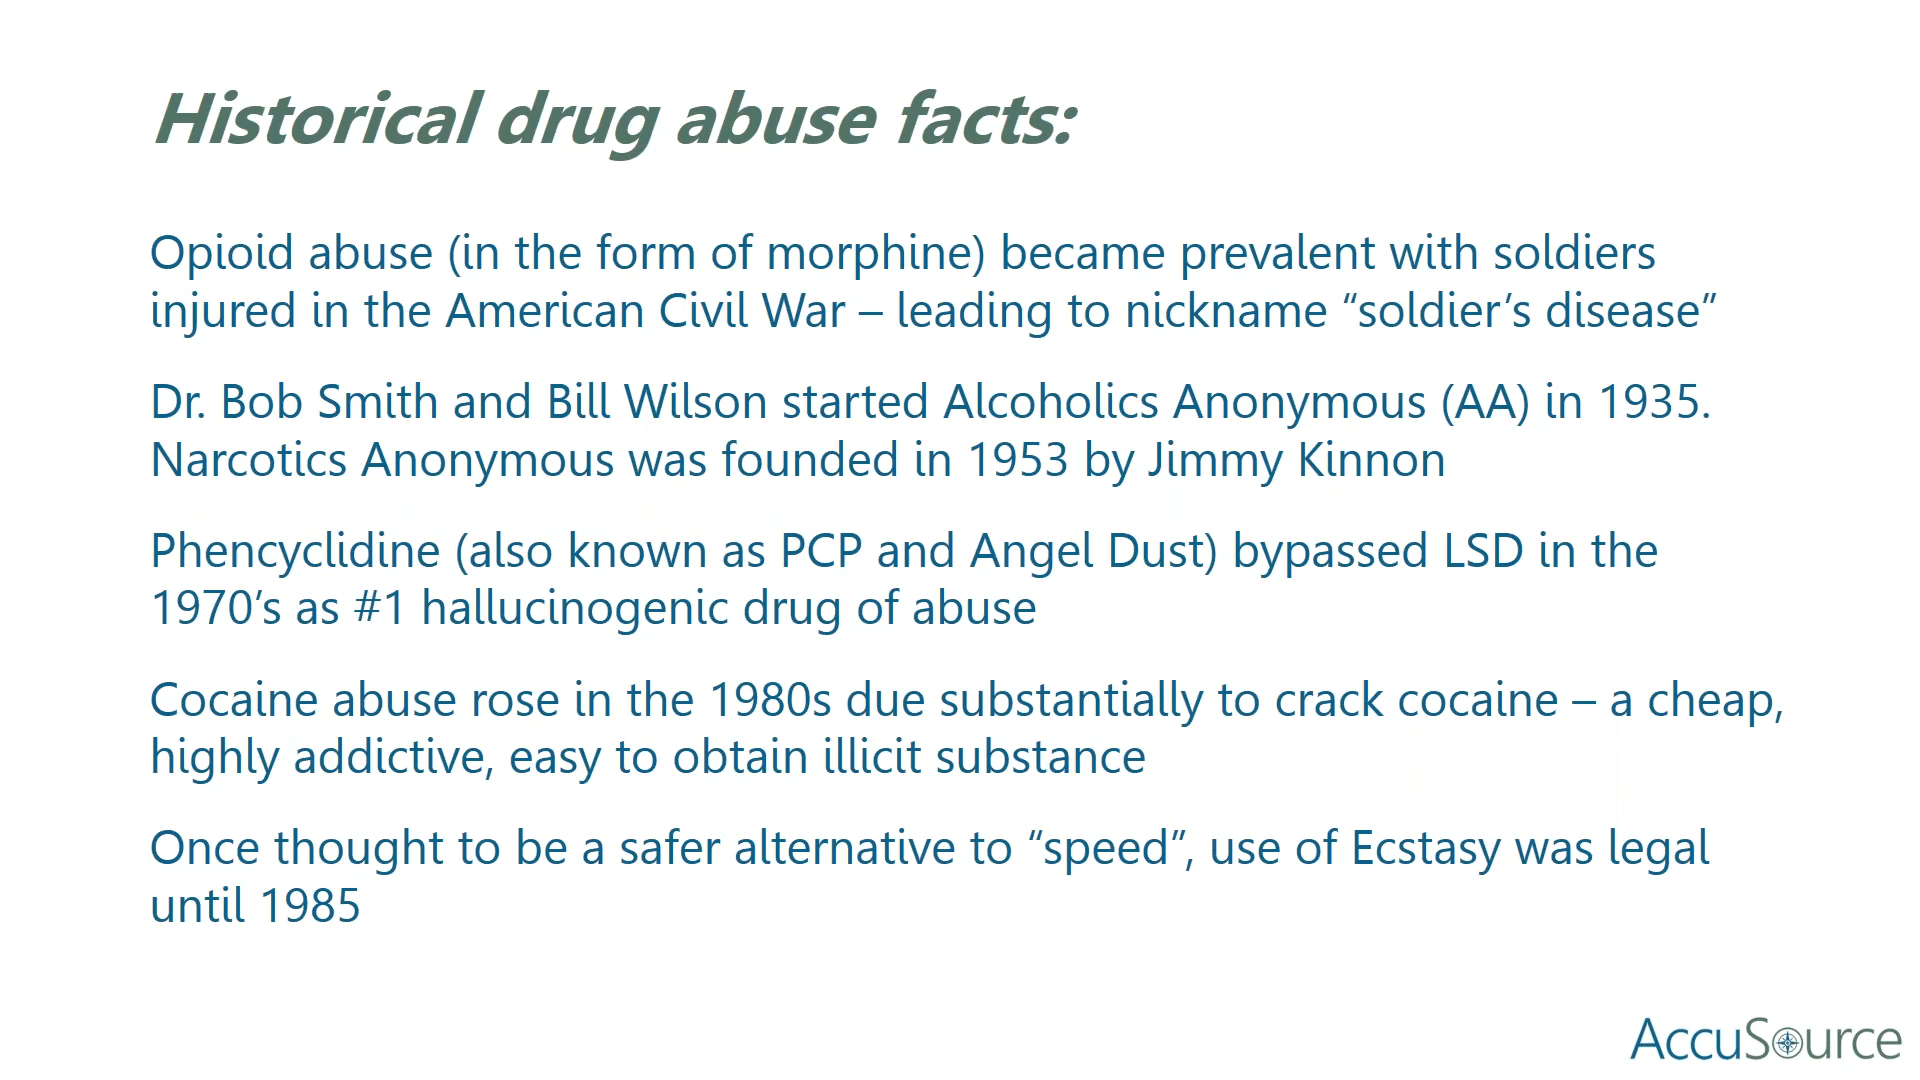 Historical drug abuse facts:
Opioid abuse (in the form of morphine) became prevalent with soldiers
injured in the American Civil War – leading to nickname “soldier’s disease”
Dr. Bob Smith and Bill Wilson started Alcoholics Anonymous (AA) in 1935.
Narcotics Anonymous was founded in 1953 by Jimmy Kinnon
Phencyclidine (also known as PCP and Angel Dust) bypassed LSD in the
1970’s as #1 hallucinogenic drug of abuse
Cocaine abuse rose in the 1980s due substantially to crack cocaine – a cheap,
highly addictive, easy to obtain illicit substance
Once thought to be a safer alternative to “speed”, use of Ecstasy was legal
until 1985
AccuSource